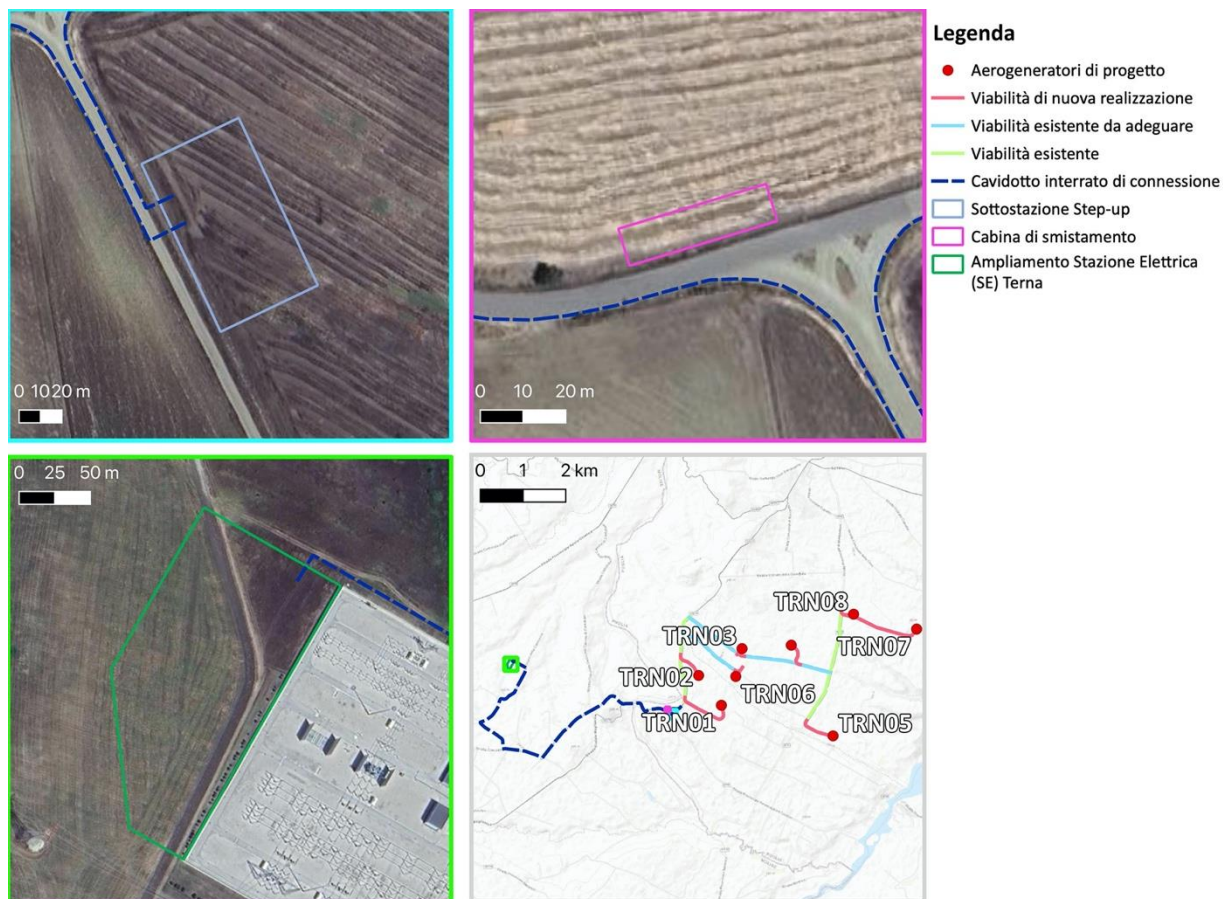 Legenda
Aerogeneratori di progetto
Viabilità di nuova realizzazione
Viabilità esistente da adeguare
Viabilità esistente
Cavidotto interrato di connessione
Sottostazione Step-up
Cabina di smistamento
Ampliamento Stazione Elettrica
(SE) Terna
0 10 20 m
0 10 20 m
0 25 50 m
0 1 2 km
TRN08
TRN03
TRN07
TRN02
TRN06
TRN01
TRN05